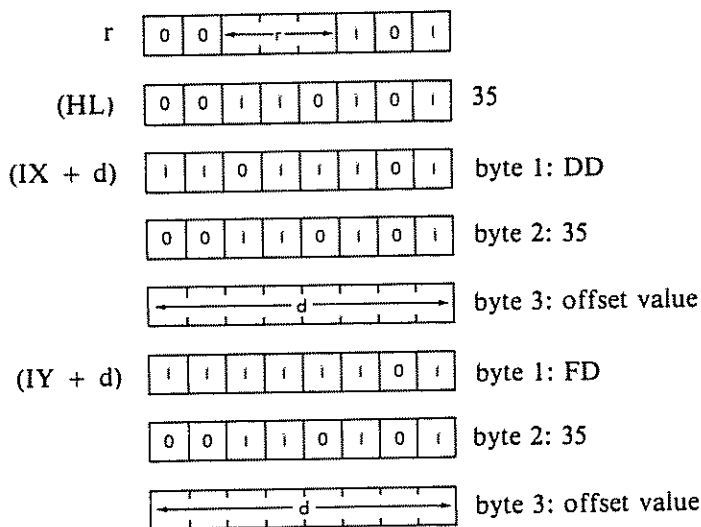 r 0 0 r 1 0 1
(HL) 0 0 1 1 0 1 0 1 35
(IX + d) 1 1 0 1 1 1 0 1 byte 1: DD
0 0 1 1 0 1 0 1 byte 2: 35
d byte 3: offset value
(IY + d) 1 1 1 1 1 1 0 1 byte 1: FD
0 0 1 1 0 1 0 1 byte 2: 35
d byte 3: offset value